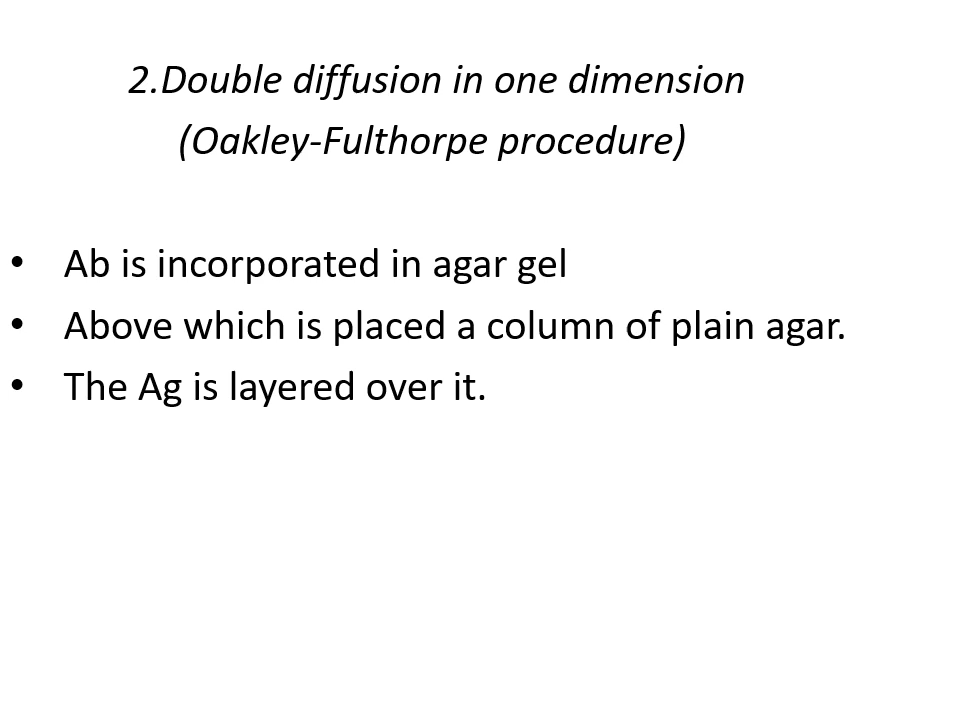 2.Double diffusion in one dimension
(Oakley-Fulthorpe procedure)
• Ab is incorporated in agar gel
• Above which is placed a column of plain agar.
• The Ag is layered over it.